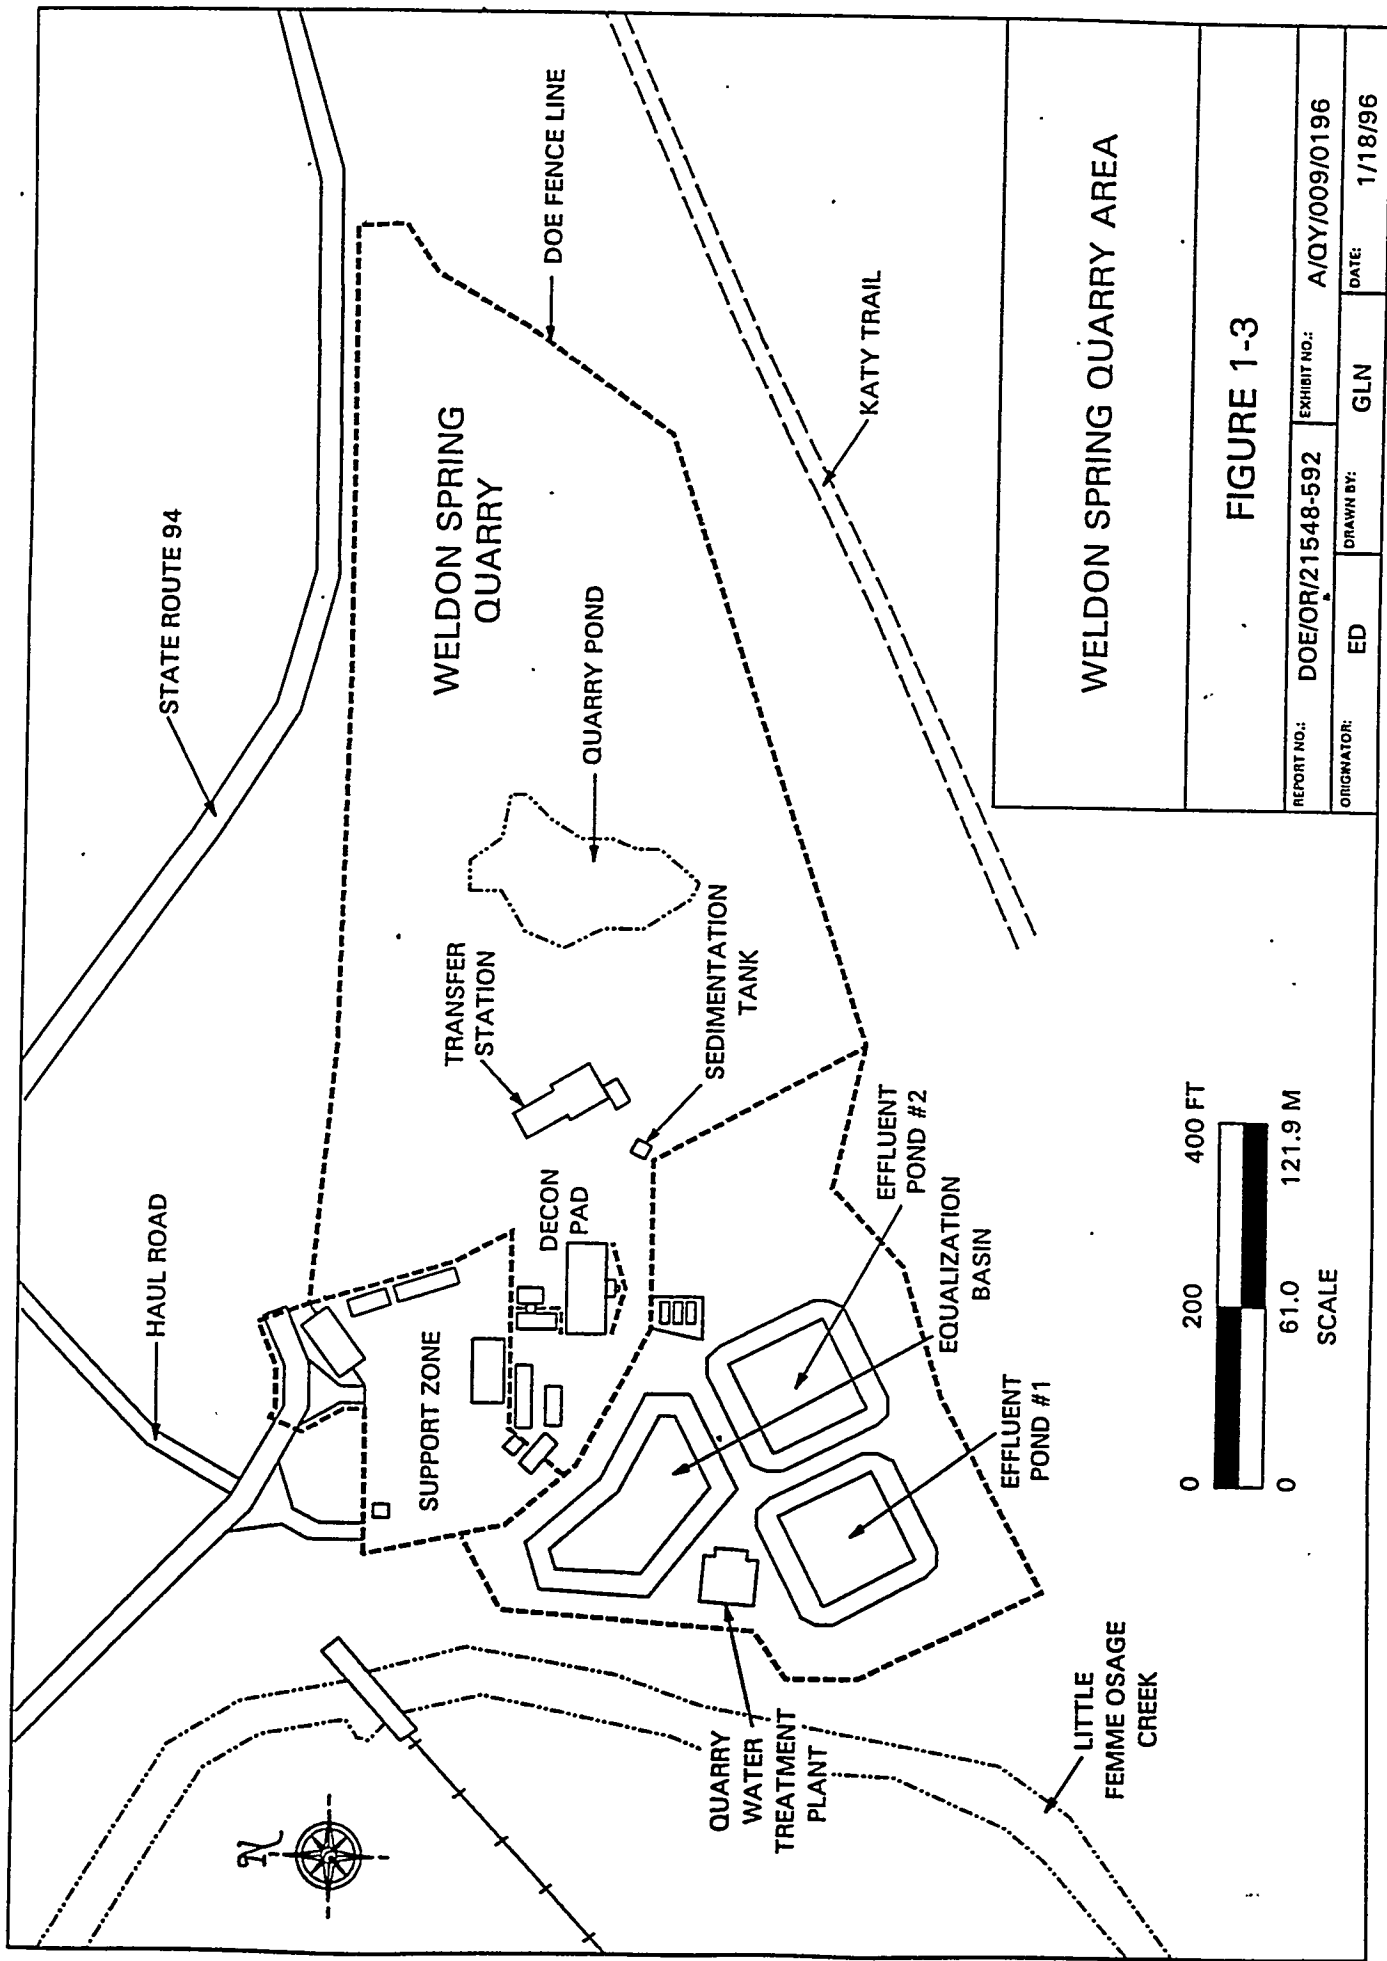 N
STATE ROUTE 94
HAUL ROAD
DOE FENCE LINE
WELDON SPRING
QUARRY
TRANSFER
STATION
QUARRY POND
SUPPORT ZONE
DECON
PAD
SEDIMENTATION
TANK
KATY TRAIL
QUARRY
WATER
TREATMENT
PLANT
EFFLUENT
POND #2
EQUALIZATION
BASIN
EFFLUENT
POND #1
LITTLE
FEMME OSAGE
CREEK
0 200 400 FT
0 61.0 121.9 M
SCALE
WELDON SPRING QUARRY AREA
FIGURE 1-3
REPORT NO.: DOE/OR/21548-592 EXHIBIT NO.: A/QY/009/0196
ORIGINATOR: ED DRAWN BY: GLN DATE: 1/18/96